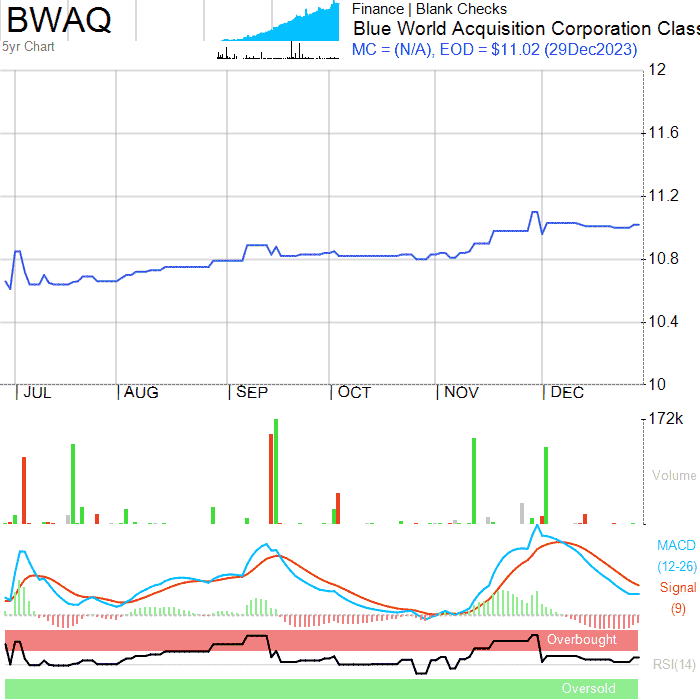 BWAQ
5yr Chart
Finance | Blank Checks
Blue World Acquisition Corporation Class
MC = (N/A), EOD = $11.02 (29Dec2023)
12
11.6
11.2
10.8
10.4
10
JUL AUG SEP OCT NOV DEC
172k
Volume
MACD
(12-26)
Signal
(9)
Overbought
RSI(14)
Oversold